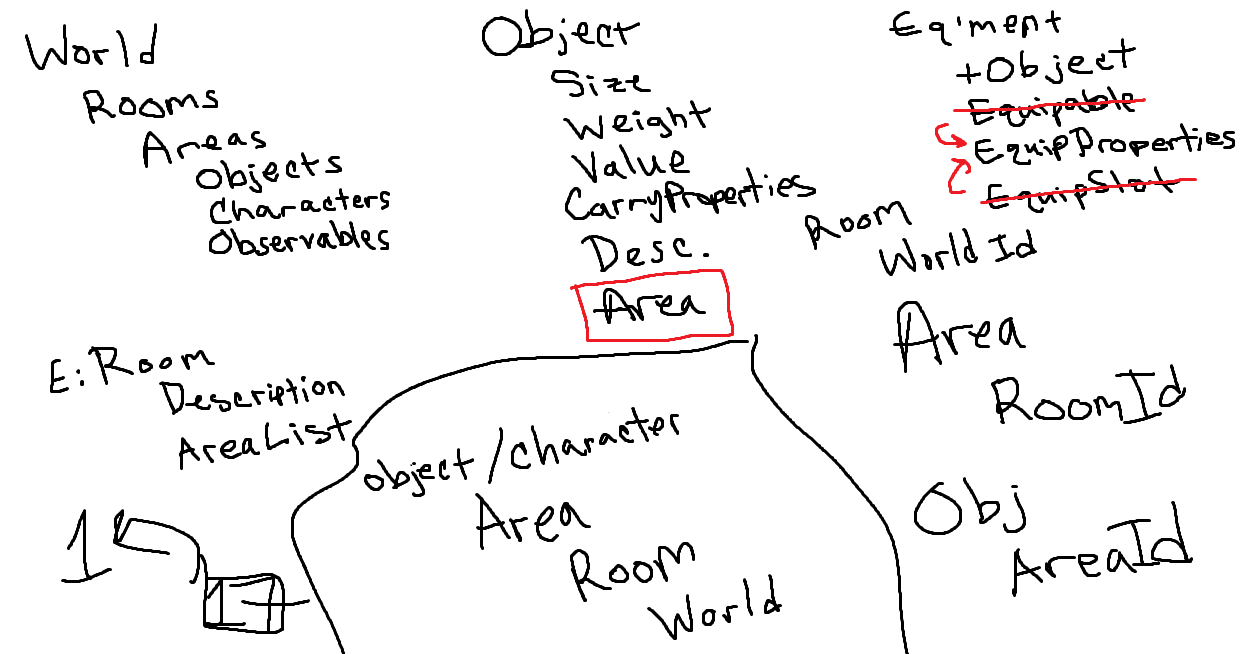 World
Rooms
Areas
Objects
Characters
Observables
Object
Size
Weight
Value
CarryProperties
Desc.
Area
Eq'ment
+Object
Equipable
EquipProperties
EquipSlot
Room
World Id
Area
RoomId
Obj
AreaId
E: Room
Description
AreaList
object/character
Area
Room
World
1